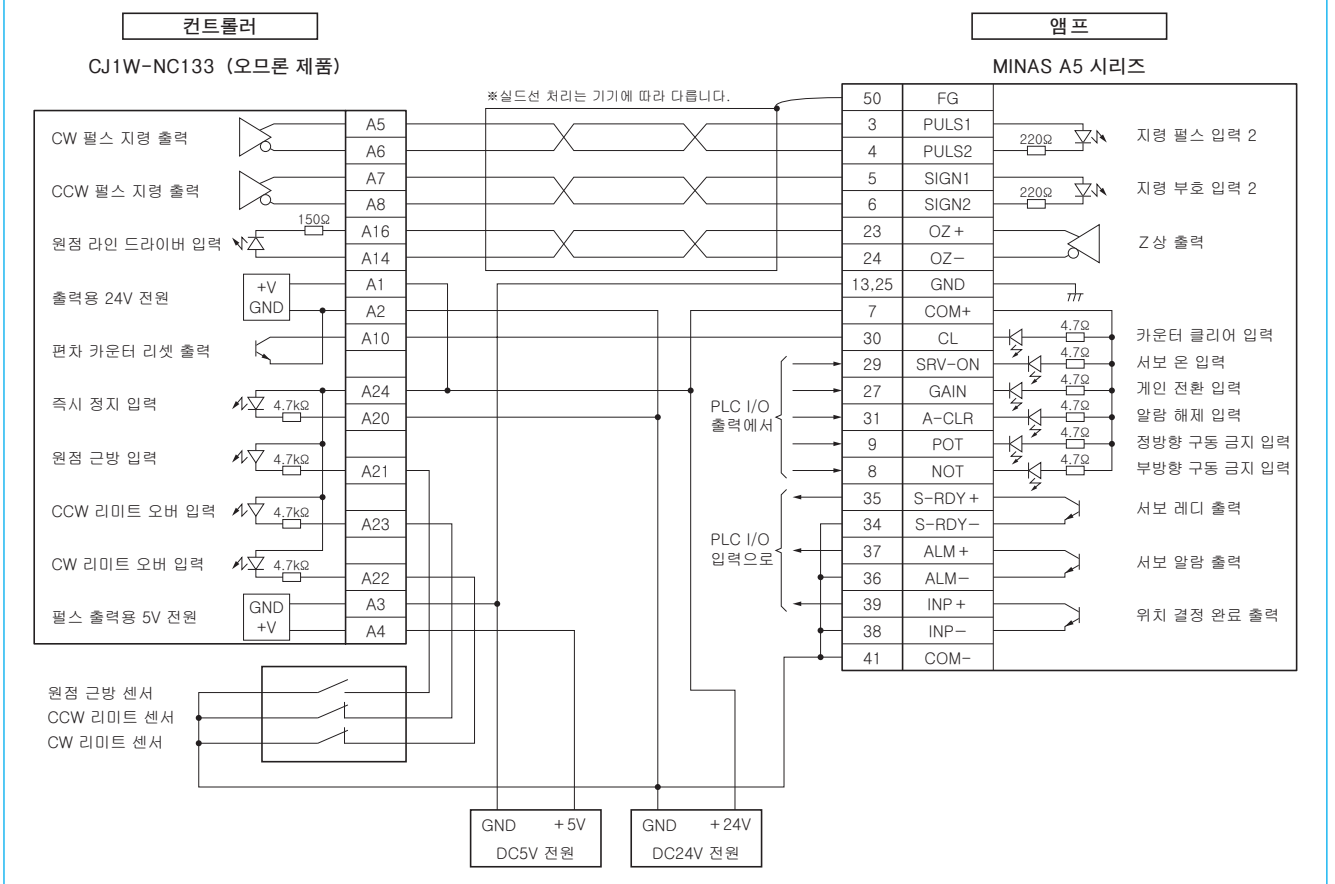 컨트롤러
앰프
CJ1W-NC133 (오므론 제품)
MINAS A5 시리즈
※실드선 처리는 기기에 따라 다릅니다.
CW 펄스 지령 출력
CCW 펄스 지령 출력
150Ω
원점 라인 드라이버 입력
출력용 24V 전원
+V
GND
편차 카운터 리셋 출력
즉시 정지 입력
4.7kΩ
원점 근방 입력
4.7kΩ
CCW 리미트 오버 입력
4.7kΩ
CW 리미트 오버 입력
4.7kΩ
펄스 출력용 5V 전원
GND
+V
A5
A6
A7
A8
A16
A14
A1
A2
A10
A24
A20
A21
A23
A22
A3
A4
원점 근방 센서
CCW 리미트 센서
CW 리미트 센서
PLC I/O
출력에서
PLC I/O
입력으로
50 FG
3 PULS1
4 PULS2
5 SIGN1
6 SIGN2
23 OZ+
24 OZ-
13,25 GND
7 COM+
30 CL
29 SRV-ON
27 GAIN
31 A-CLR
9 POT
8 NOT
35 S-RDY+
34 S-RDY-
37 ALM+
36 ALM-
39 INP+
38 INP-
41 COM-
220Ω
지령 펄스 입력 2
220Ω
지령 부호 입력 2
Z상 출력
4.7Ω
카운터 클리어 입력
4.7Ω
서보 온 입력
4.7Ω
게인 전환 입력
4.7Ω
알람 해제 입력
4.7Ω
정방향 구동 금지 입력
4.7Ω
부방향 구동 금지 입력
서보 레디 출력
서보 알람 출력
위치 결정 완료 출력
GND +5V
DC5V 전원
GND +24V
DC24V 전원